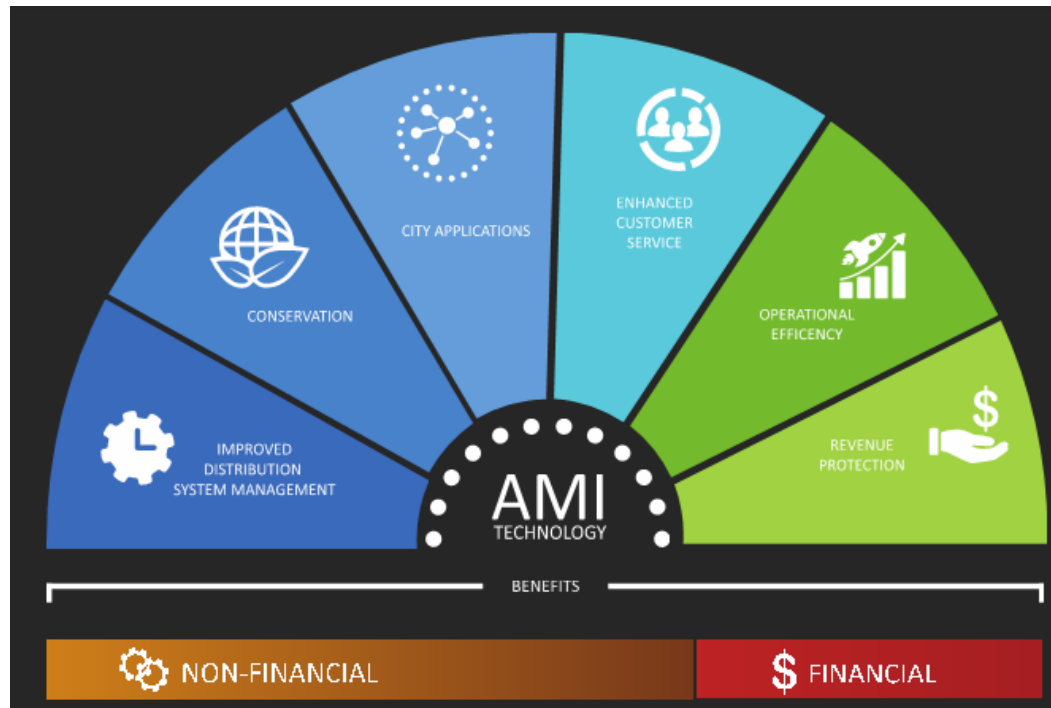 CITY APPLICATIONS
ENHANCED
CUSTOMER
SERVICE
CONSERVATION
OPERATIONAL
EFFICENCY
IMPROVED
DISTRIBUTION
SYSTEM MANAGEMENT
REVENUE
PROTECTION
AMI
TECHNOLOGY
BENEFITS
NON-FINANCIAL
$ FINANCIAL